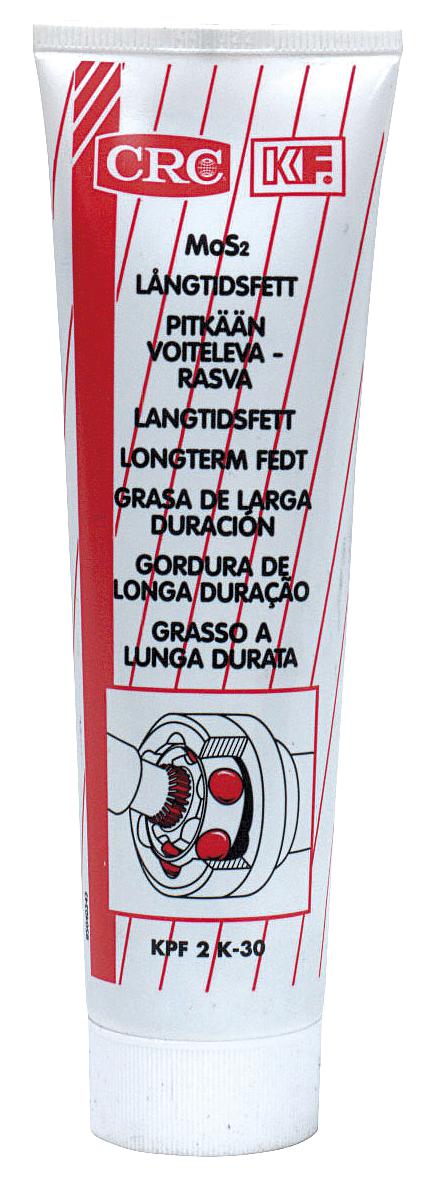 CRC KF
MoS2
LÅNGTIDSFETT
PITKÄÄN
VOITELEVA -
RASVA
LANGTIDSFETT
LONGTERM FEDT
GRASA DE LARGA
DURACIÓN
GORDURA DE
LONGA DURAÇÃO
GRASSO A
LUNGA DURATA
KPF 2 K-30